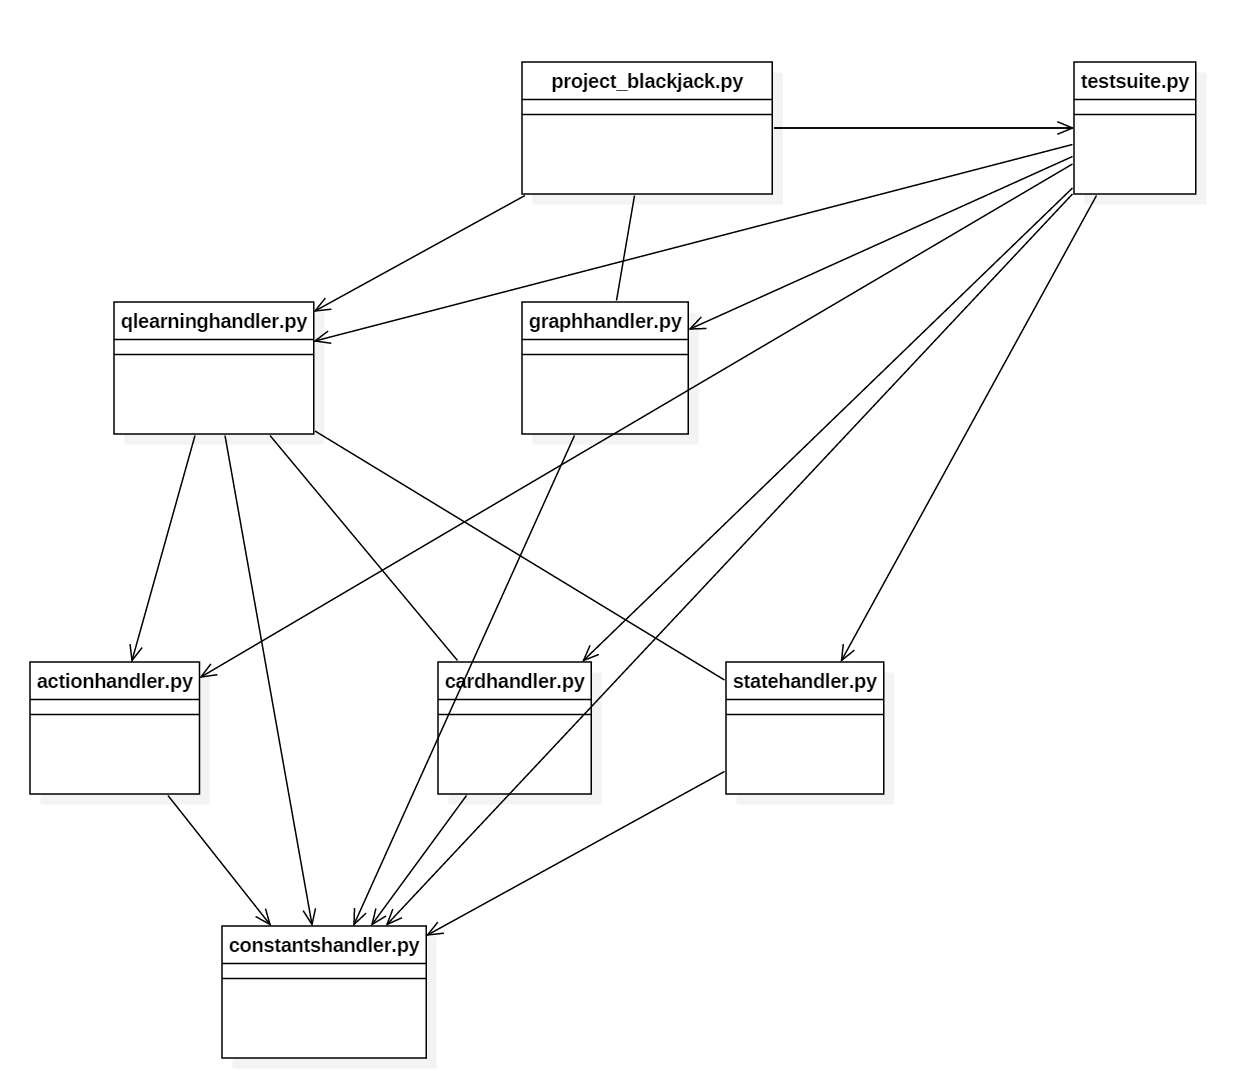 project_blackjack.py
testsuite.py
qlearninghandler.py
graphhandler.py
actionhandler.py
cardhandler.py
statehandler.py
constantshandler.py